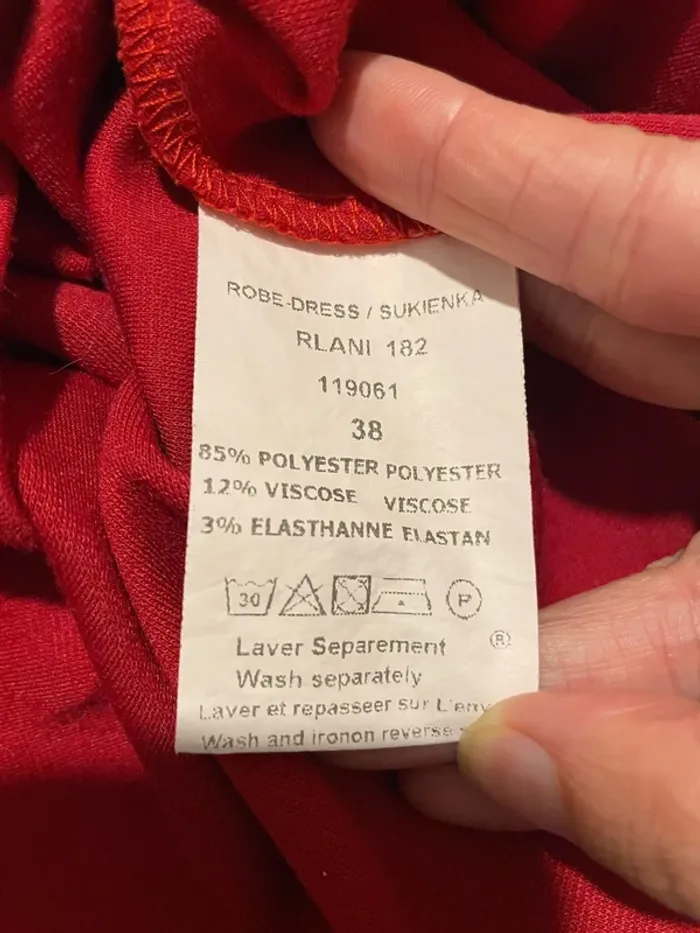 ROBE-DRESS / SUKIENKA
RLANI 182
119061
38
85% POLYESTER POLYESTER
12% VISCOSE VISCOSE
3% ELASTHANNE ELASTAN
30 P
®
Laver Separement
Wash separately
Laver et repasseer sur L'env
Wash and ironon reverse